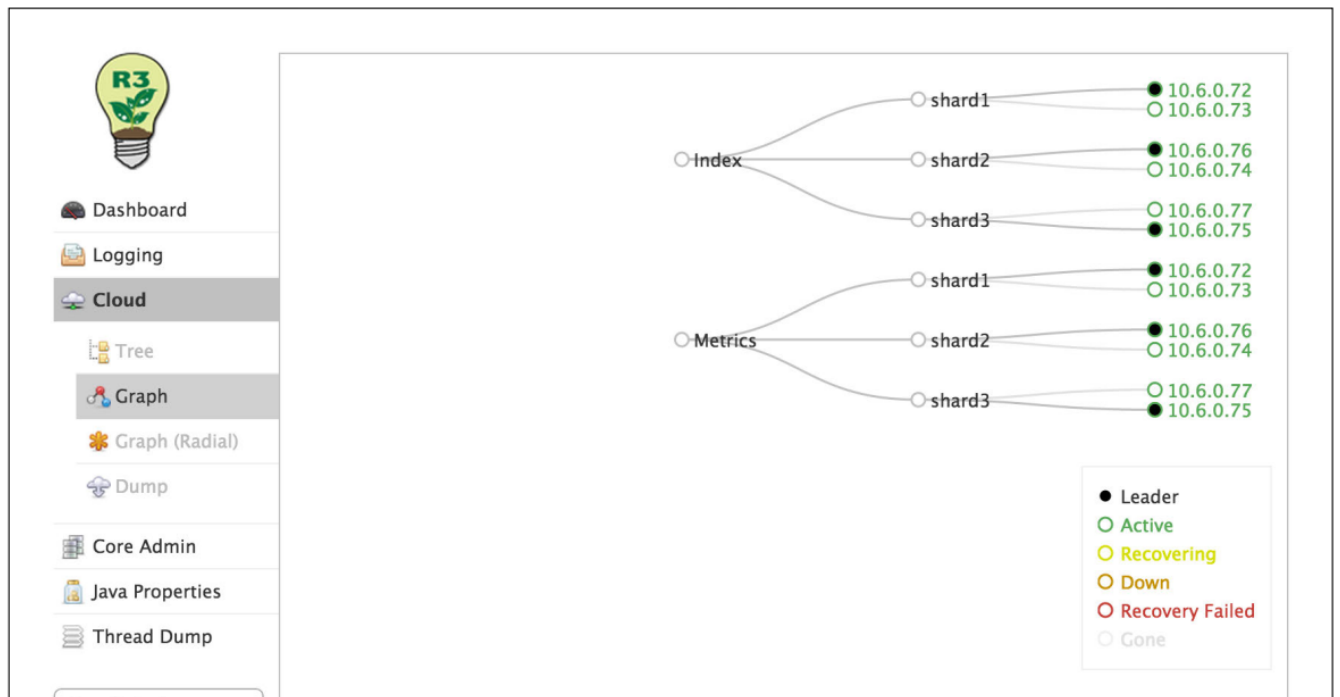 R3
Dashboard
Logging
Cloud
Tree
Graph
Graph (Radial)
Dump
Core Admin
Java Properties
Thread Dump
Index
shard1
10.6.0.72
10.6.0.73
shard2
10.6.0.76
10.6.0.74
shard3
10.6.0.77
10.6.0.75
Metrics
shard1
10.6.0.72
10.6.0.73
shard2
10.6.0.76
10.6.0.74
shard3
10.6.0.77
10.6.0.75
Leader
Active
Recovering
Down
Recovery Failed
Gone